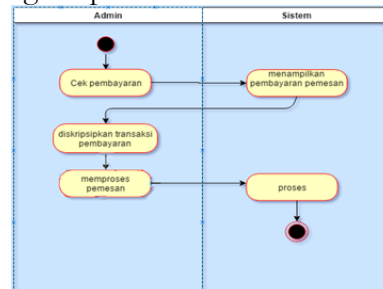 Admin
Sistem
Cek pembayaran
menampilkan
pembayaran pemesan
diskripsipkan transaksi
pembayaran
memproses
pemesan
proses